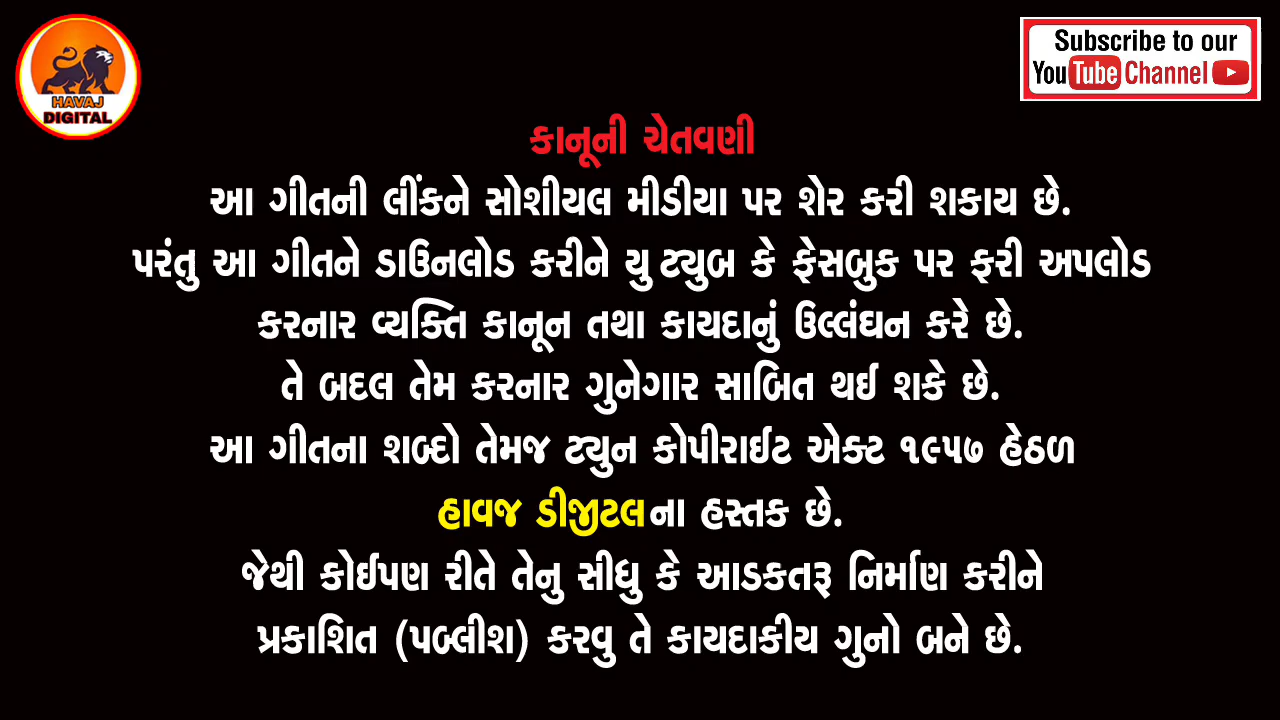 HAVAJ
DIGITAL
Subscribe to our
YouTube Channel
કાનૂની ચેતવણી
આ ગીતની લીંકને સોશીયલ મીડીયા પર શેર કરી શકાય છે.
પરંતુ આ ગીતને ડાઉનલોડ કરીને યુ ટ્યુબ કે ફેસબુક પર ફરી અપલોડ
કરનાર વ્યક્તિ કાનૂન તથા કાયદાનું ઉલ્લંઘન કરે છે.
તે બદલ તેમ કરનાર ગુનેગાર સાબિત થઈ શકે છે.
આ ગીતના શબ્દો તેમજ ટ્યુન કોપીરાઈટ એક્ટ ૧૯૫૭ હેઠળ
હાવજ ડીજીટલના હસ્તક છે.
જેથી કોઈપણ રીતે તેનુ સીધુ કે આડકતરૂ નિર્માણ કરીને
પ્રકાશિત (પબ્લીશ) કરવુ તે કાયદાકીય ગુનો બને છે.